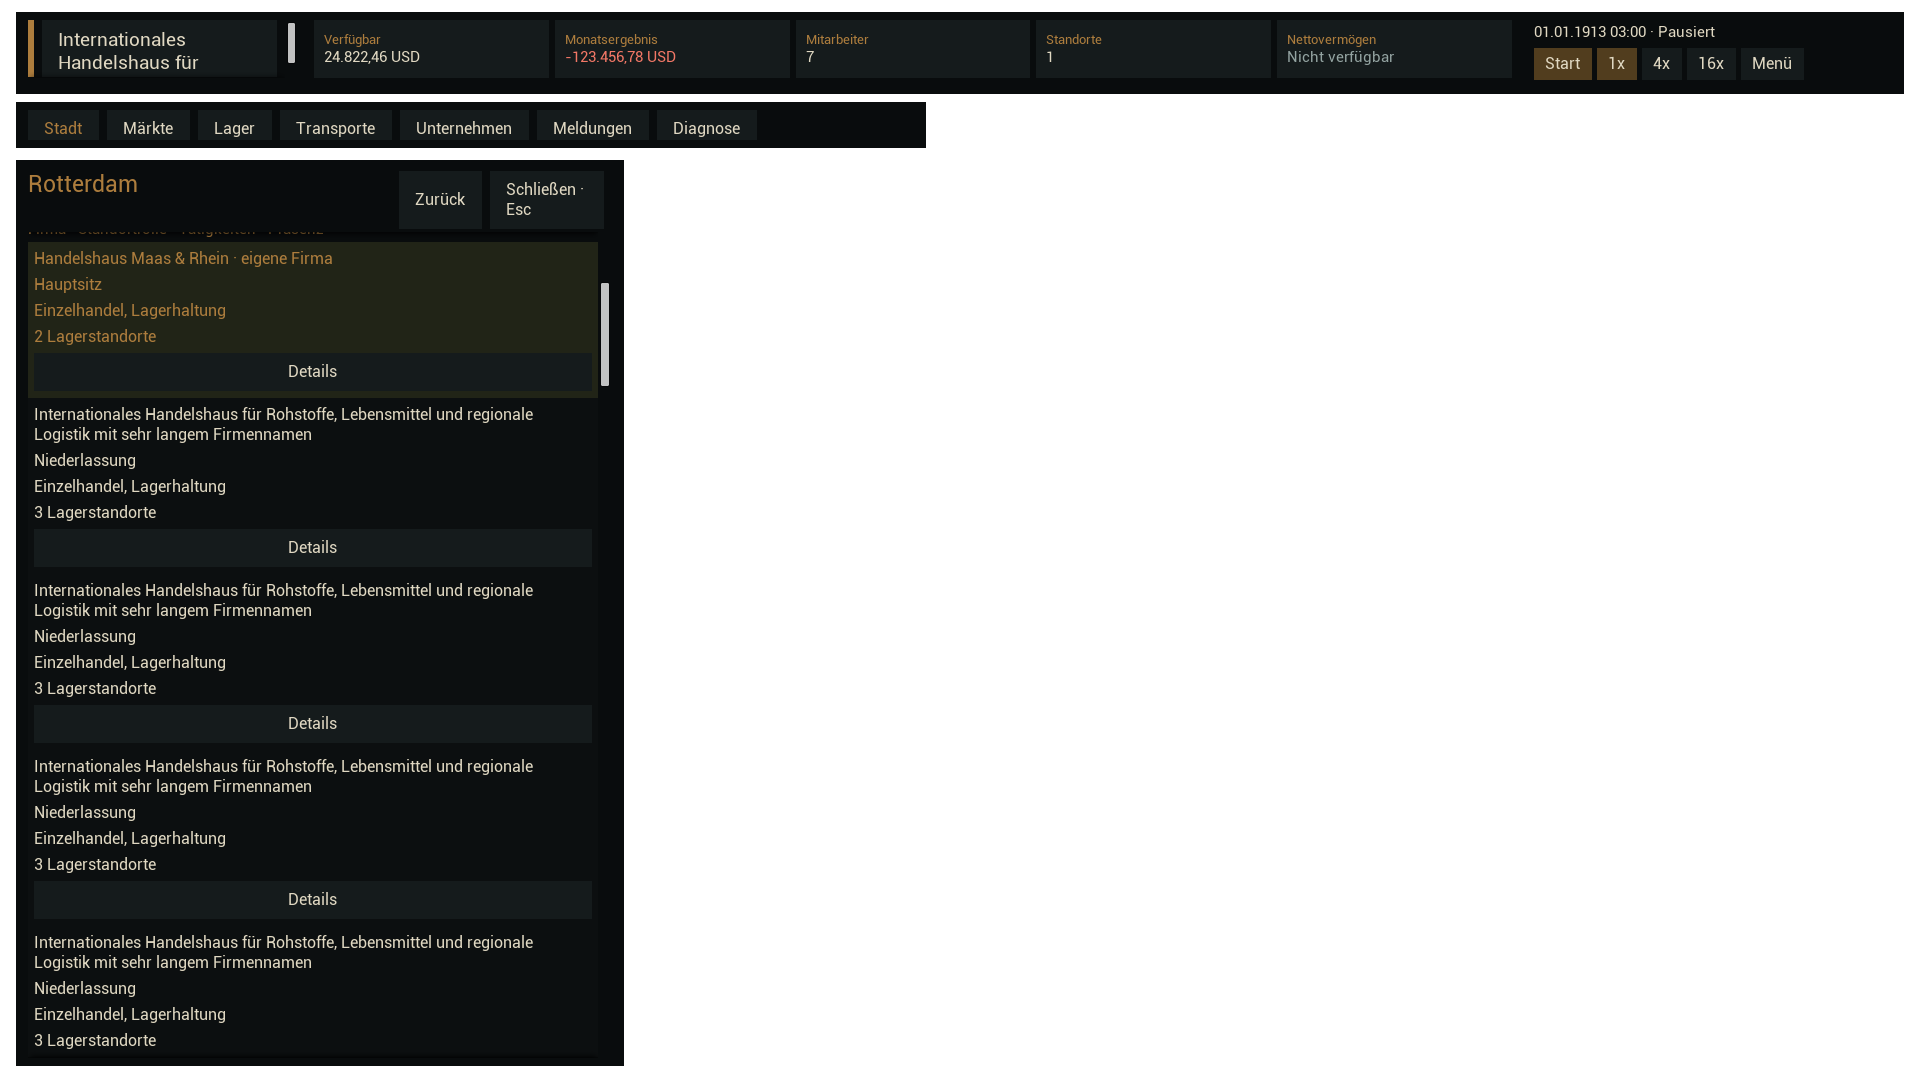 Internationales
Handelshaus für
Verfügbar
24.822,46 USD
Monatsergebnis
-123.456,78 USD
Mitarbeiter
7
Standorte
1
Nettovermögen
Nicht verfügbar
01.01.1913 03:00 · Pausiert
Start 1x 4x 16x Menü
Stadt Märkte Lager Transporte Unternehmen Meldungen Diagnose
Rotterdam
Zurück
Schließen ·
Esc
Handelshaus Maas & Rhein · eigene Firma
Hauptsitz
Einzelhandel, Lagerhaltung
2 Lagerstandorte
Details
Internationales Handelshaus für Rohstoffe, Lebensmittel und regionale
Logistik mit sehr langem Firmennamen
Niederlassung
Einzelhandel, Lagerhaltung
3 Lagerstandorte
Details
Internationales Handelshaus für Rohstoffe, Lebensmittel und regionale
Logistik mit sehr langem Firmennamen
Niederlassung
Einzelhandel, Lagerhaltung
3 Lagerstandorte
Details
Internationales Handelshaus für Rohstoffe, Lebensmittel und regionale
Logistik mit sehr langem Firmennamen
Niederlassung
Einzelhandel, Lagerhaltung
3 Lagerstandorte
Details
Internationales Handelshaus für Rohstoffe, Lebensmittel und regionale
Logistik mit sehr langem Firmennamen
Niederlassung
Einzelhandel, Lagerhaltung
3 Lagerstandorte